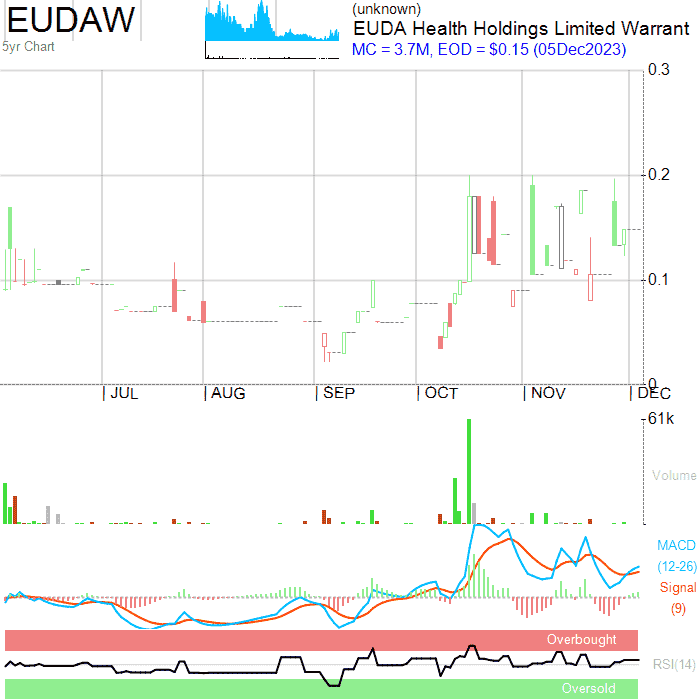 EUDAW
5yr Chart
(unknown)
EUDA Health Holdings Limited Warrant
MC = 3.7M, EOD = $0.15 (05Dec2023)
0.3
0.2
0.1
0
JUL
AUG
SEP
OCT
NOV
DEC
61k
Volume
MACD
(12-26)
Signal
(9)
Overbought
RSI(14)
Oversold